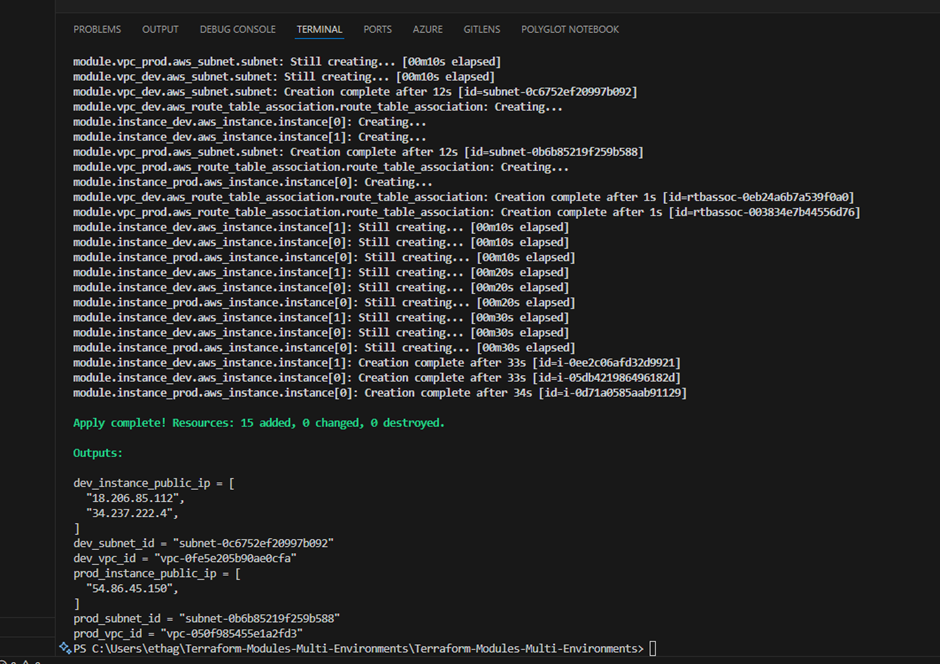 PROBLEMS OUTPUT DEBUG CONSOLE TERMINAL PORTS AZURE GITLENS POLYGLOT NOTEBOOK
module.vpc_prod.aws_subnet.subnet: Still creating... [00m10s elapsed]
module.vpc_dev.aws_subnet.subnet: Still creating... [00m10s elapsed]
module.vpc_dev.aws_subnet.subnet: Creation complete after 12s [id=subnet-0c6752ef20997b092]
module.vpc_dev.aws_route_table_association.route_table_association: Creating...
module.instance_dev.aws_instance.instance[0]: Creating...
module.instance_dev.aws_instance.instance[1]: Creating...
module.vpc_prod.aws_subnet.subnet: Creation complete after 12s [id=subnet-0b6b85219f259b588]
module.vpc_prod.aws_route_table_association.route_table_association: Creating...
module.instance_prod.aws_instance.instance[0]: Creating...
module.vpc_dev.aws_route_table_association.route_table_association: Creation complete after 1s [id=rtbassoc-0eb24a6b7a539f0a0]
module.vpc_prod.aws_route_table_association.route_table_association: Creation complete after 1s [id=rtbassoc-003834e7b44556d76]
module.instance_dev.aws_instance.instance[1]: Still creating... [00m10s elapsed]
module.instance_dev.aws_instance.instance[0]: Still creating... [00m10s elapsed]
module.instance_prod.aws_instance.instance[0]: Still creating... [00m10s elapsed]
module.instance_dev.aws_instance.instance[1]: Still creating... [00m20s elapsed]
module.instance_dev.aws_instance.instance[0]: Still creating... [00m20s elapsed]
module.instance_prod.aws_instance.instance[0]: Still creating... [00m20s elapsed]
module.instance_dev.aws_instance.instance[1]: Still creating... [00m30s elapsed]
module.instance_dev.aws_instance.instance[0]: Still creating... [00m30s elapsed]
module.instance_prod.aws_instance.instance[0]: Still creating... [00m30s elapsed]
module.instance_dev.aws_instance.instance[1]: Creation complete after 33s [id=i-0ee2c06afd32d9921]
module.instance_dev.aws_instance.instance[0]: Creation complete after 33s [id=i-05db421986496182d]
module.instance_prod.aws_instance.instance[0]: Creation complete after 34s [id=i-0d71a0585aab91129]
Apply complete! Resources: 15 added, 0 changed, 0 destroyed.
Outputs:
dev_instance_public_ip = [
"18.206.85.112",
"34.237.222.4",
]
dev_subnet_id = "subnet-0c6752ef20997b092"
dev_vpc_id = "vpc-0fe5e205b90ae0cfa"
prod_instance_public_ip = [
"54.86.45.150",
]
prod_subnet_id = "subnet-0b6b85219f259b588"
prod_vpc_id = "vpc-050f985455e1a2fd3"
PS C:\Users\ethag\Terraform-Modules-Multi-Environments\Terraform-Modules-Multi-Environments>